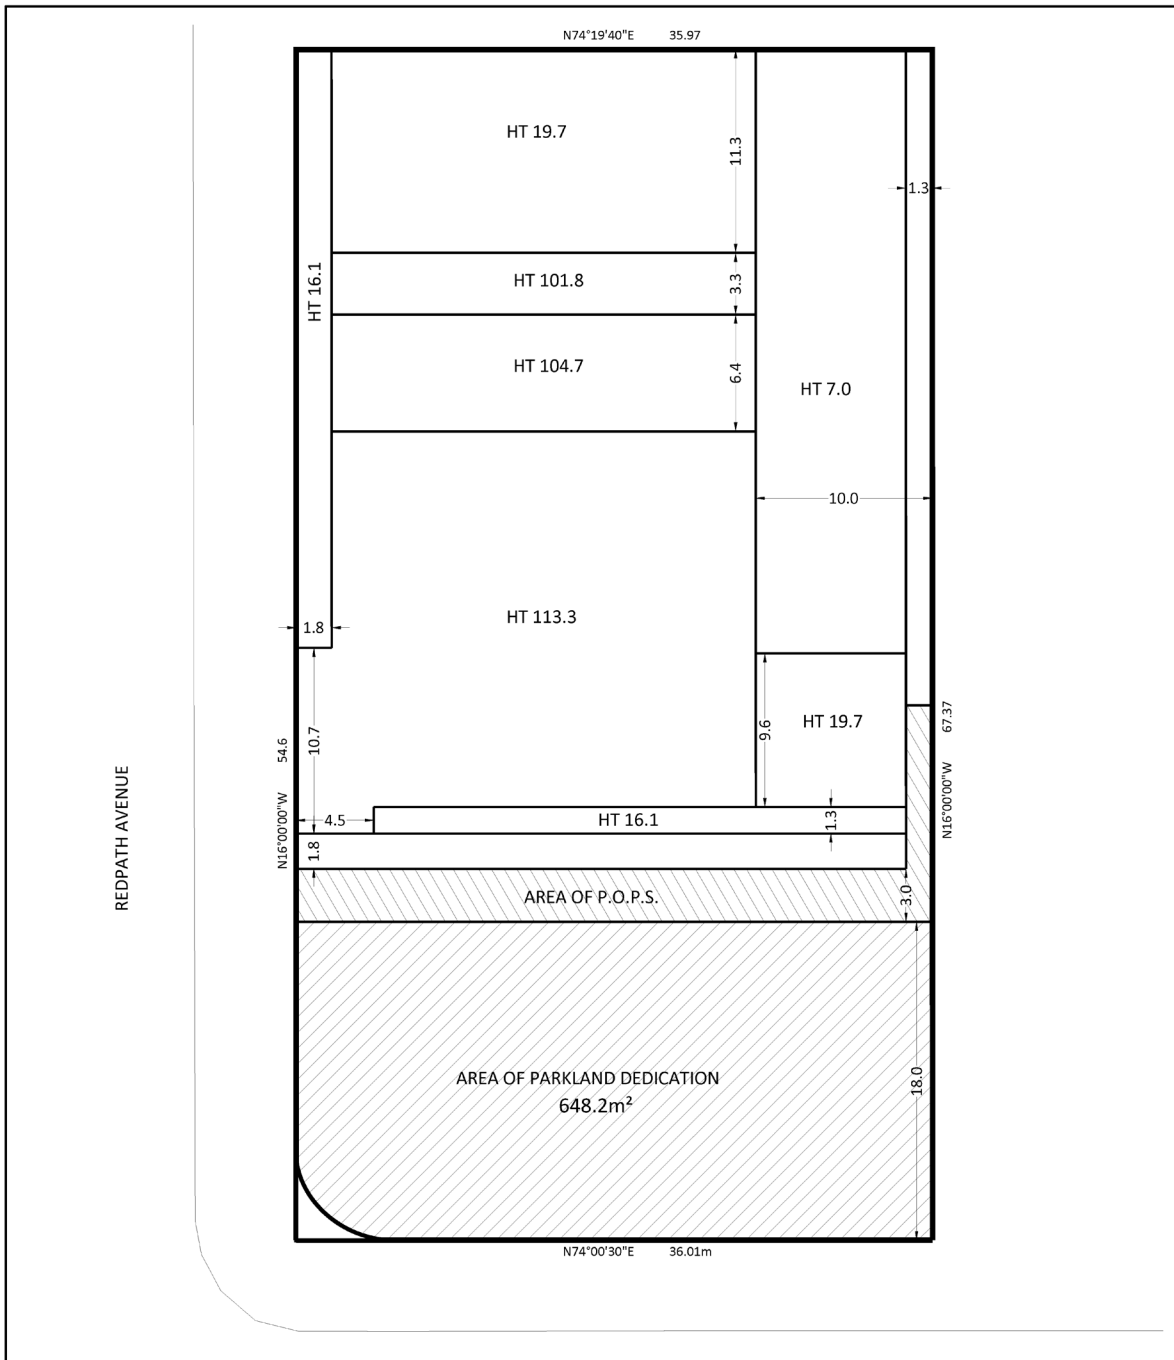 N74°19'40"E 35.97
HT 19.7
11.3
1.3
HT 16.1
HT 101.8
3.3
HT 104.7
6.4
HT 7.0
10.0
HT 113.3
1.8
10.7
54.6
N16°00'00"W
REDPATH AVENUE
9.6
HT 19.7
67.37
N16°00'00"W
4.5
HT 16.1
1.3
1.8
AREA OF P.O.P.S.
3.0
AREA OF PARKLAND DEDICATION
648.2m²
18.0
N74°00'30"E 36.01m